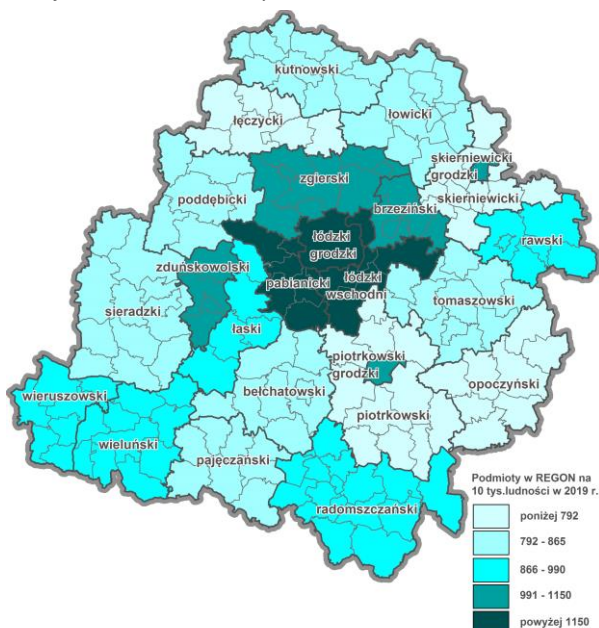 kutnowski
łowicki
łęczycki
skierniewicki
grodzki
zgierski
poddębicki
brzeziński
skierniewicki
rawski
łódzki
grodzki
zduńskowolski
pabianicki
łódzki
wschodni
tomaszowski
sieradzki
łaski
piotrkowski
grodzki
opoczyński
wieruszowski
bełchatowski
piotrkowski
wieluński
pajęczański
radomszczański
Podmioty w REGON na
10 tys.ludności w 2019 r.
poniżej 792
792 - 865
866 - 990
991 - 1150
powyżej 1150